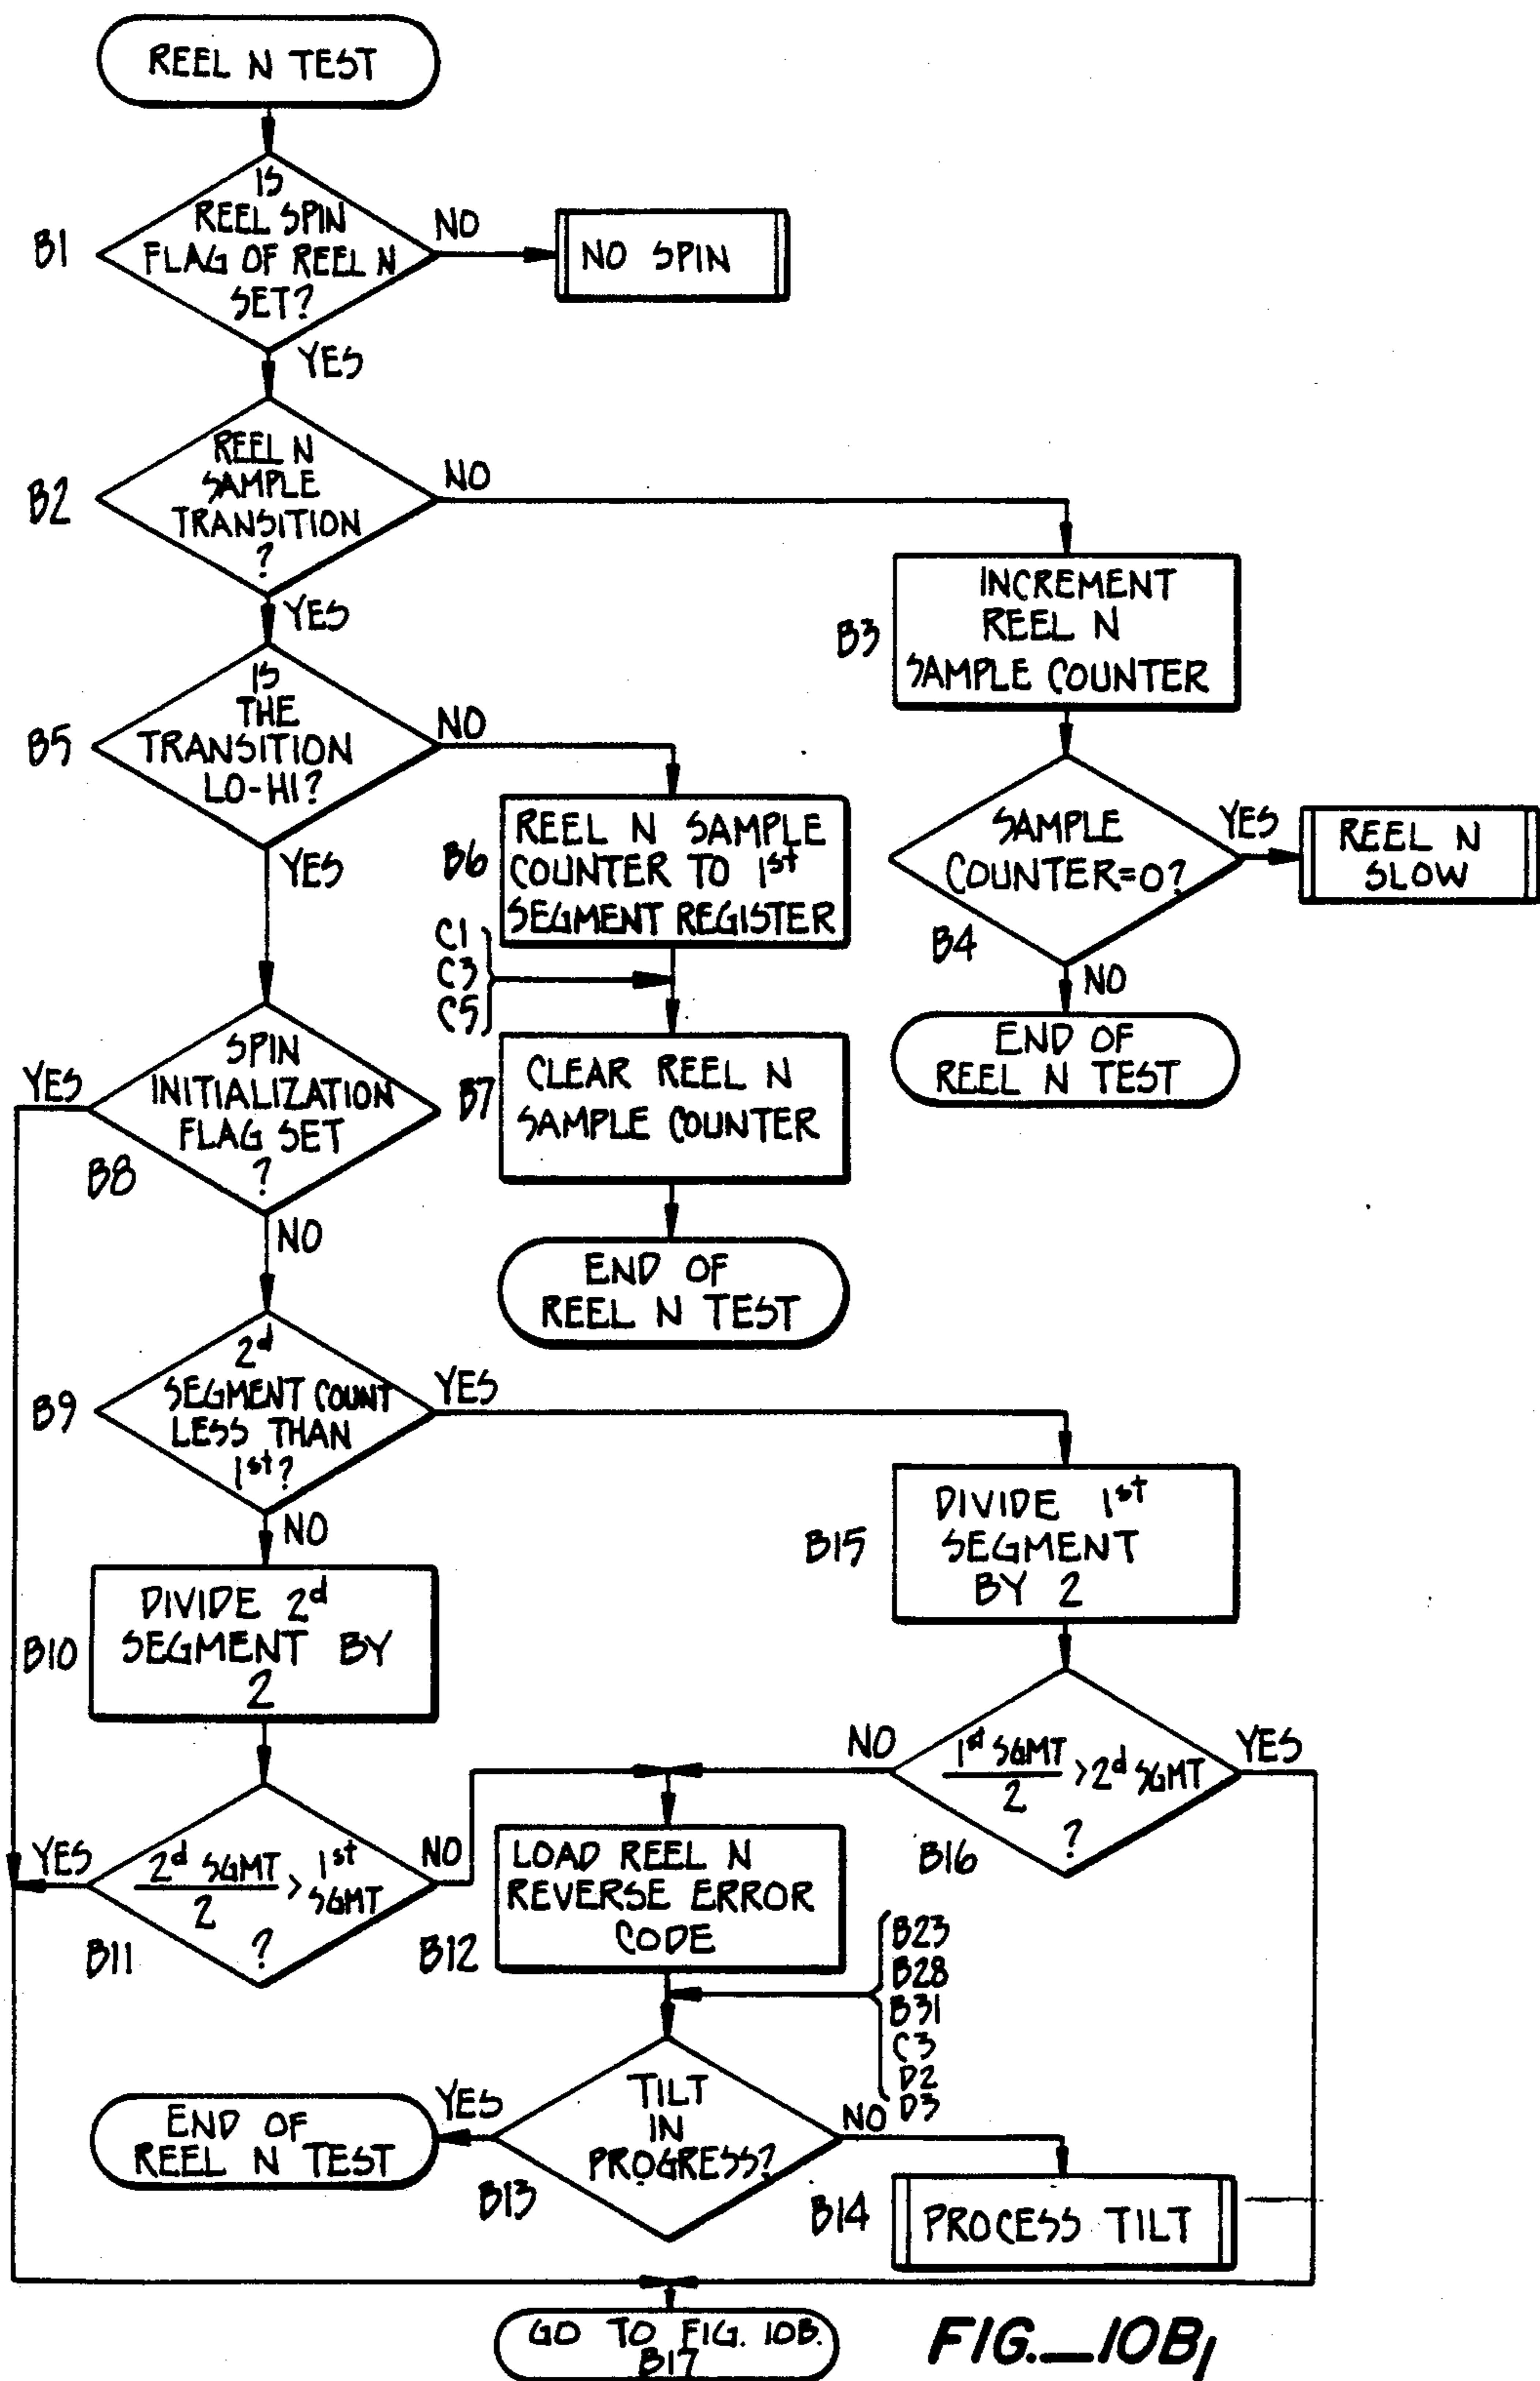 REEL N TEST
B1
IS
REEL SPIN
FLAG OF REEL N
SET?
NO
NO SPIN
YES
B2
REEL N
SAMPLE
TRANSITION
?
NO
YES
B3
INCREMENT
REEL N
SAMPLE COUNTER
B5
IS
THE
TRANSITION
LO-HI?
NO
YES
B6
REEL N SAMPLE
COUNTER TO 1st
SEGMENT REGISTER
SAMPLE
COUNTER=0?
B4
YES
REEL N
SLOW
NO
END OF
REEL N TEST
C1
C3
C5
B7
CLEAR REEL N
SAMPLE COUNTER
END OF
REEL N TEST
YES
SPIN
INITIALIZATION
FLAG SET
?
B8
NO
B9
2d
SEGMENT COUNT
LESS THAN
1st?
YES
NO
B10
DIVIDE 2d
SEGMENT BY
2
B15
DIVIDE 1st
SEGMENT
BY 2
YES
2d SGMT
2
> 1st
SGMT
?
B11
NO
NO
1st SGMT
2
> 2d SGMT
?
B16
YES
B12
LOAD REEL N
REVERSE ERROR
CODE
B23
B28
B31
C3
D2
D3
TILT
IN
PROGRESS?
B13
YES
END OF
REEL N TEST
NO
B14
PROCESS TILT
GO TO FIG. 10B.
B17
FIG._10B1